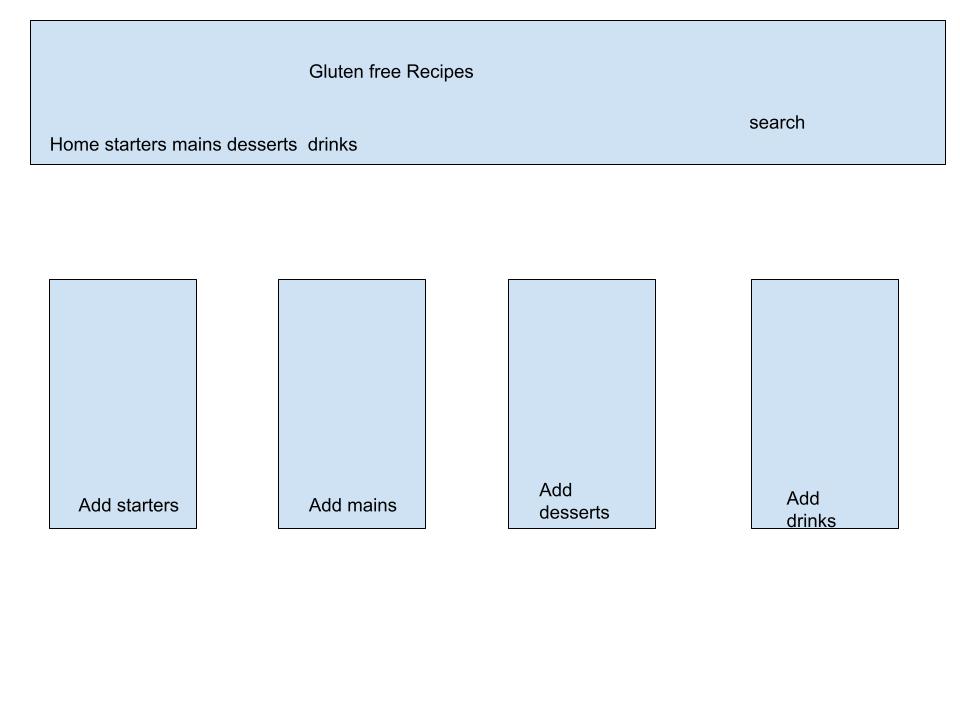 Gluten free Recipes
search
Home starters mains desserts  drinks
Add starters
Add mains
Add
desserts
Add
drinks